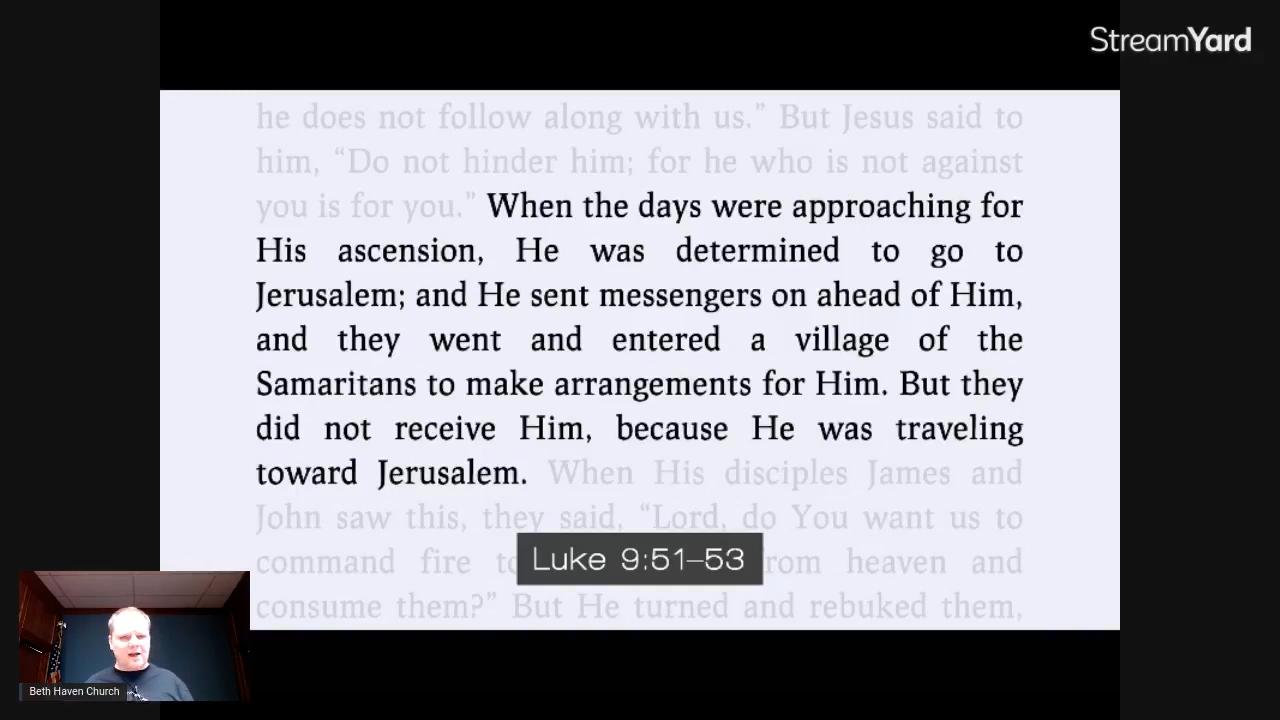 StreamYard
he does not follow along with us.” But Jesus said to
him, “Do not hinder him; for he who is not against
you is for you.” When the days were approaching for
His ascension, He was determined to go to
Jerusalem; and He sent messengers on ahead of Him,
and they went and entered a village of the
Samaritans to make arrangements for Him. But they
did not receive Him, because He was traveling
toward Jerusalem. When His disciples James and
John saw this, they said, “Lord, do You want us to
command fire from heaven and
Luke 9:51–53
consume them?” But He turned and rebuked them,
Beth Haven Church